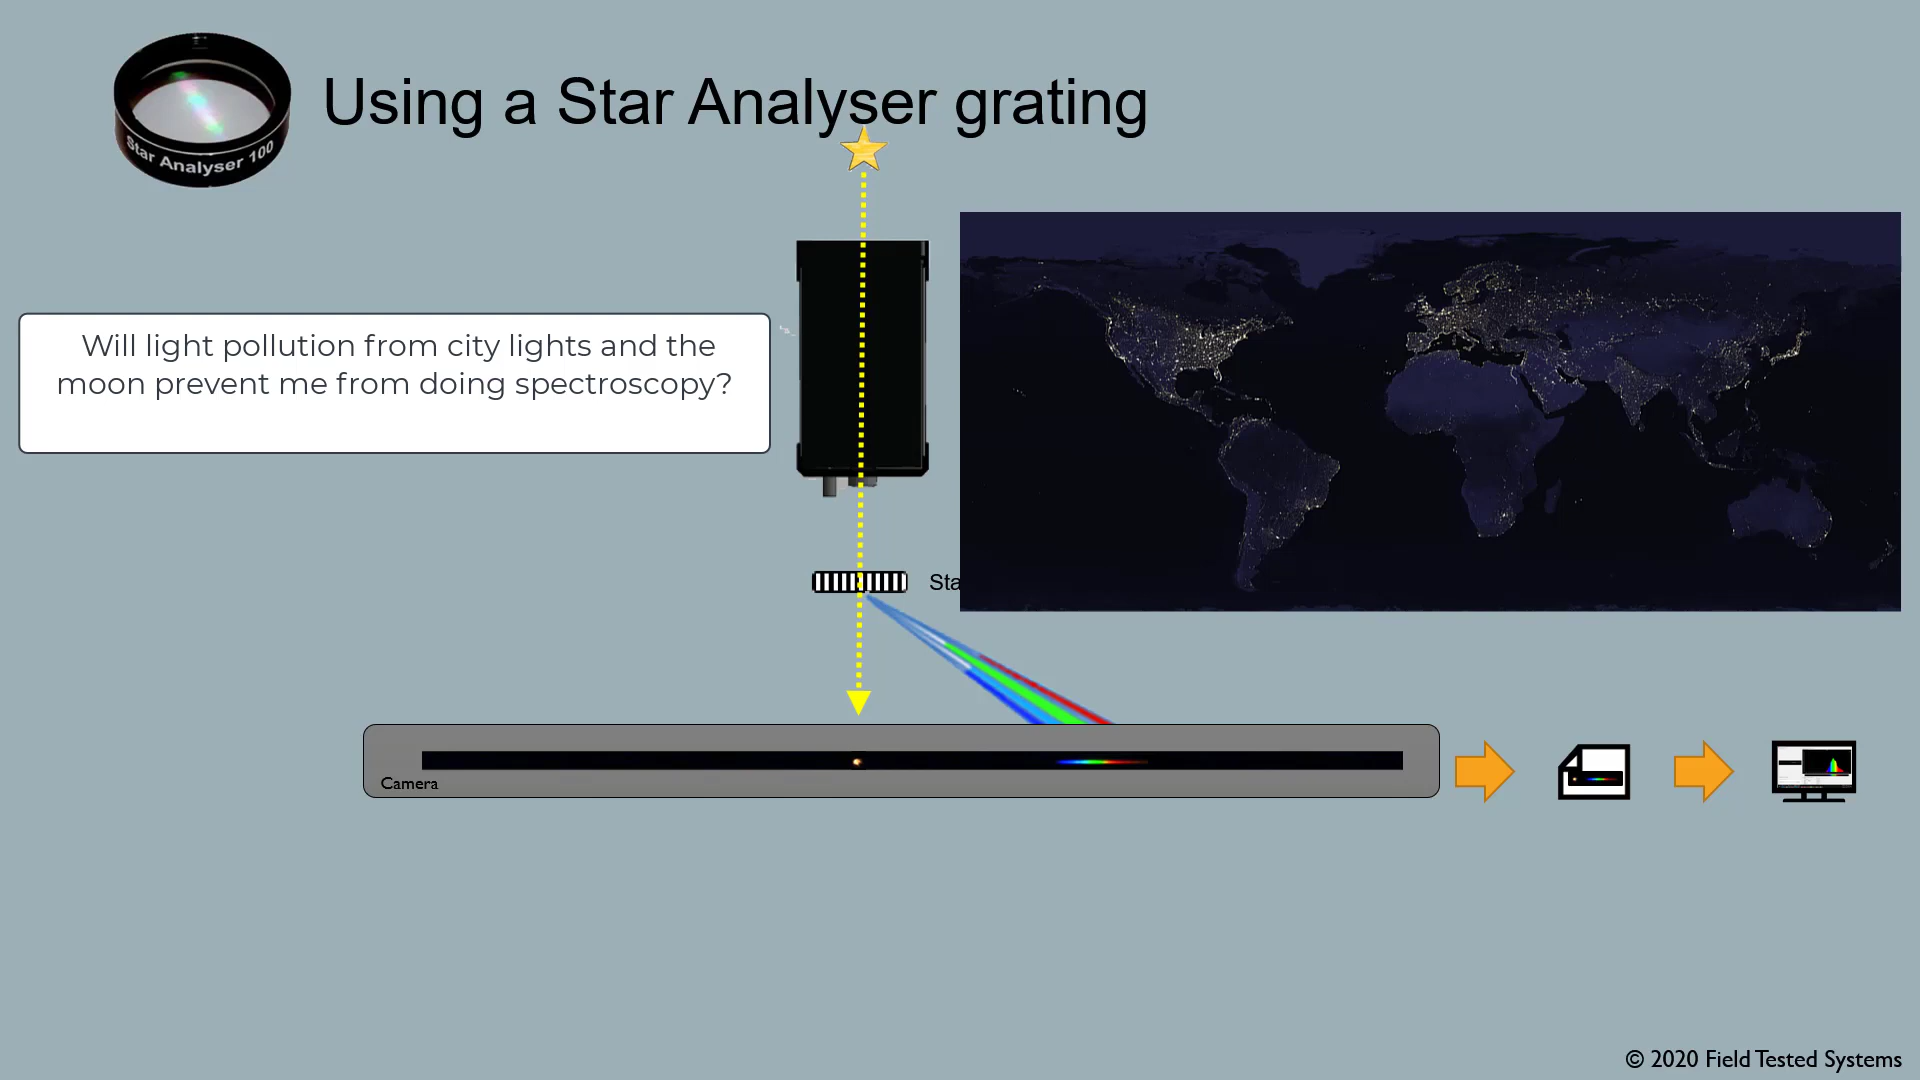 Using a Star Analyser grating
Star Analyser 100
Will light pollution from city lights and the
moon prevent me from doing spectroscopy?
Sta
Camera
© 2020 Field Tested Systems